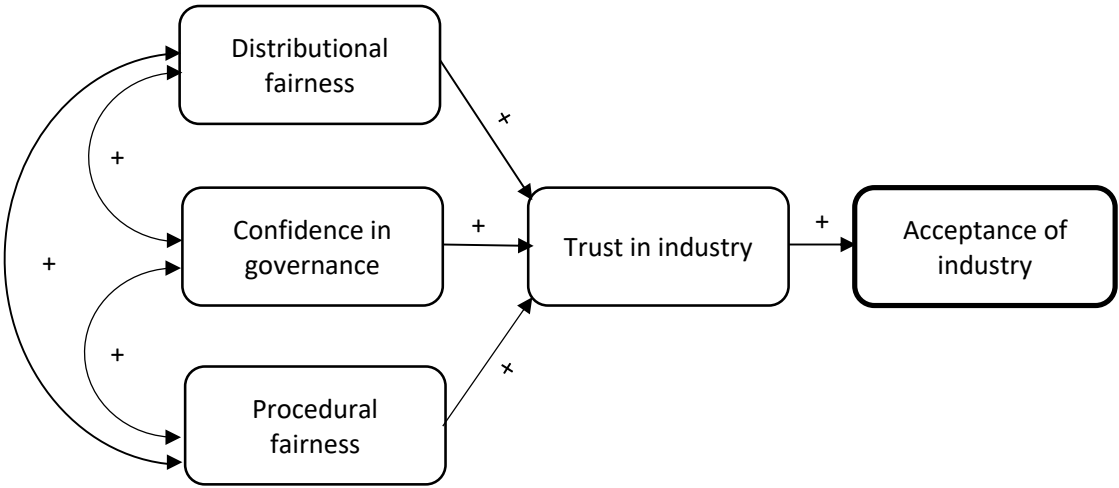 Distributional
fairness
+
+
Confidence in
governance
+
Trust in industry
+
Acceptance of
industry
+
+
+
Procedural
fairness